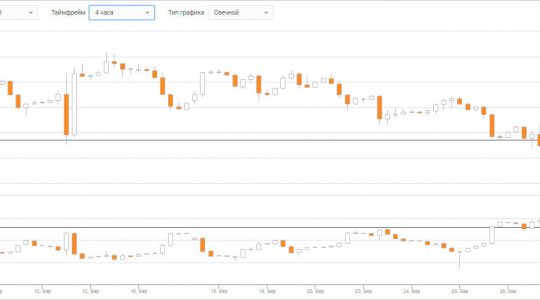 Таймфрейм 4 часа Тип графика Свечной
12. Sep 13. Sep 16. Sep 18. Sep 19. Sep 20. Sep 23. Sep 24. Sep 25. Sep 26. Sep